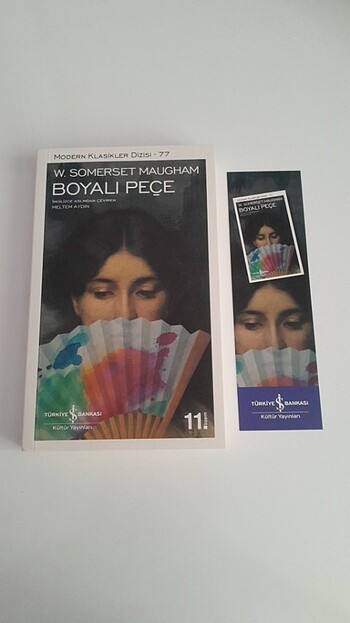 MODERN KLASİKLER DİZİSİ - 77
W. SOMERSET MAUGHAM
BOYALI PEÇE
İNGİLİZCE ASLINDAN ÇEVİREN
MELTEM AYDIN
11.
TÜRKİYE İŞ BANKASI
Kültür Yayınları
W. SOMERSET MAUGHAM
BOYALI PEÇE
TÜRKİYE İŞ BANKASI
Kültür Yayınları